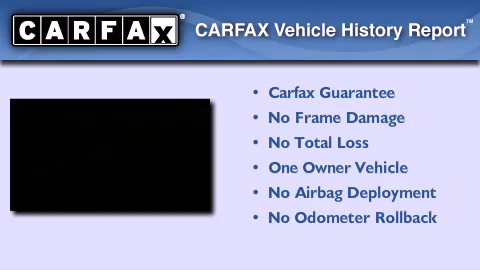 CARFAX® CARFAX Vehicle History Report™
• Carfax Guarantee
• No Frame Damage
• No Total Loss
• One Owner Vehicle
• No Airbag Deployment
• No Odometer Rollback